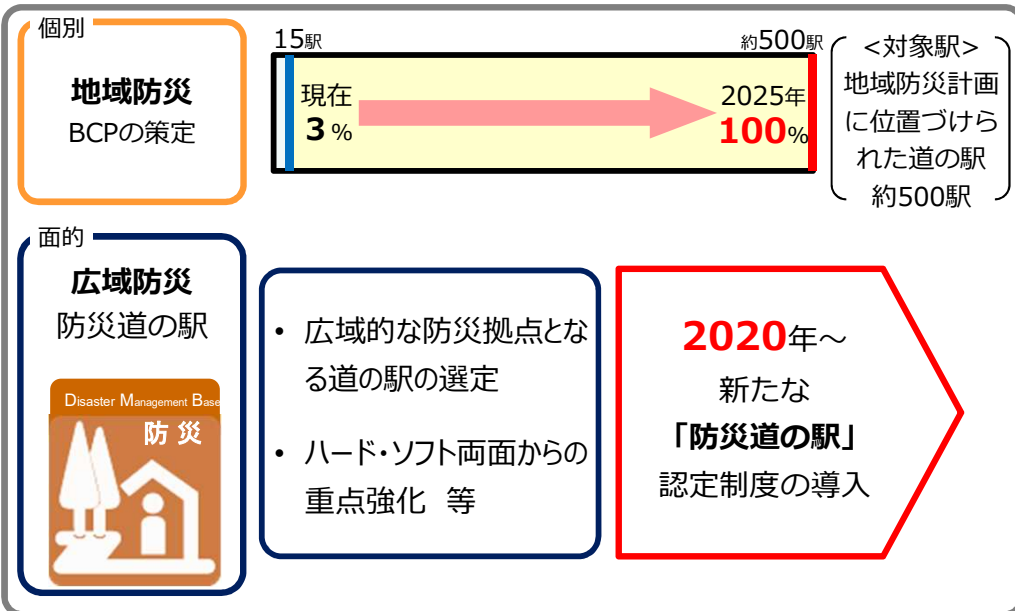 個別
地域防災
BCPの策定
15駅
約500駅
現在
3%
2025年
100%
<対象駅>
地域防災計画
に位置づけら
れた道の駅
約500駅
面的
広域防災
防災道の駅
Disaster Management Base
防災
• 広域的な防災拠点とな
る道の駅の選定
• ハード・ソフト両面からの
重点強化 等
2020年～
新たな
「防災道の駅」
認定制度の導入